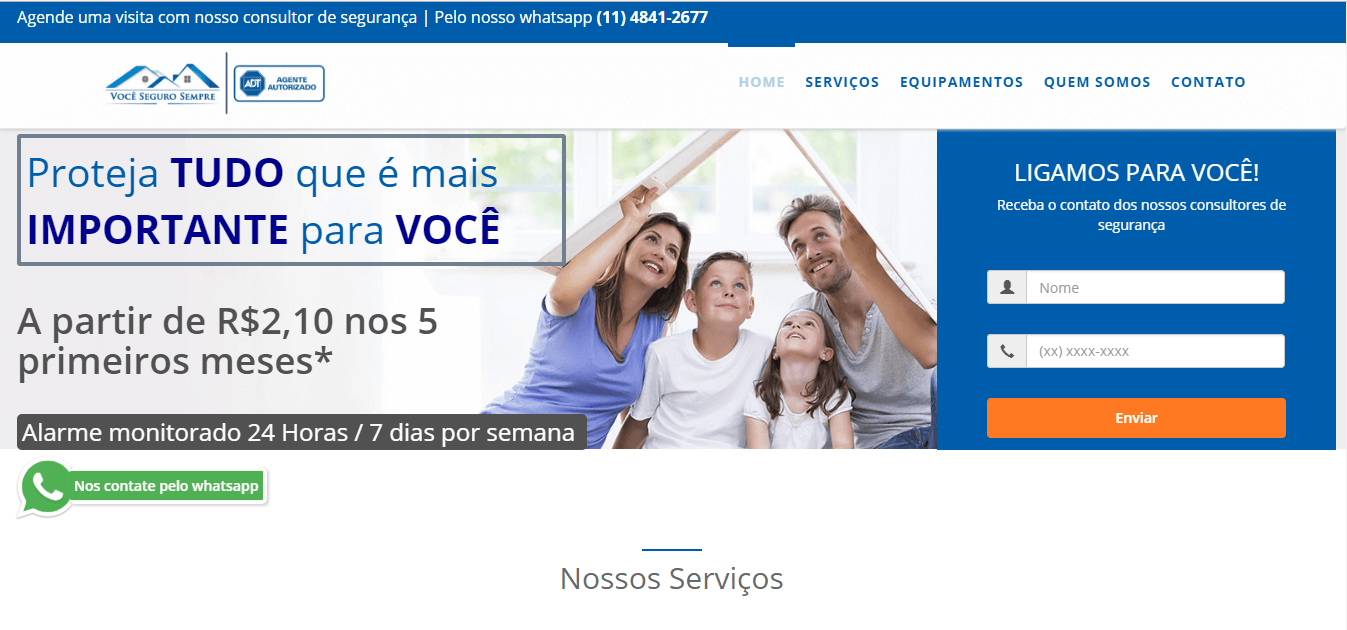 Agende uma visita com nosso consultor de segurança | Pelo nosso whatsapp (11) 4841-2677
VOCÊ SEGURO SEMPRE
ADT
AGENTE
AUTORIZADO
HOME SERVIÇOS EQUIPAMENTOS QUEM SOMOS CONTATO
Proteja TUDO que é mais
IMPORTANTE para VOCÊ
A partir de R$2,10 nos 5
primeiros meses*
Alarme monitorado 24 Horas / 7 dias por semana
Nos contate pelo whatsapp
LIGAMOS PARA VOCÊ!
Receba o contato dos nossos consultores de
segurança
Nome
(xx) xxxx-xxxx
Enviar
Nossos Serviços